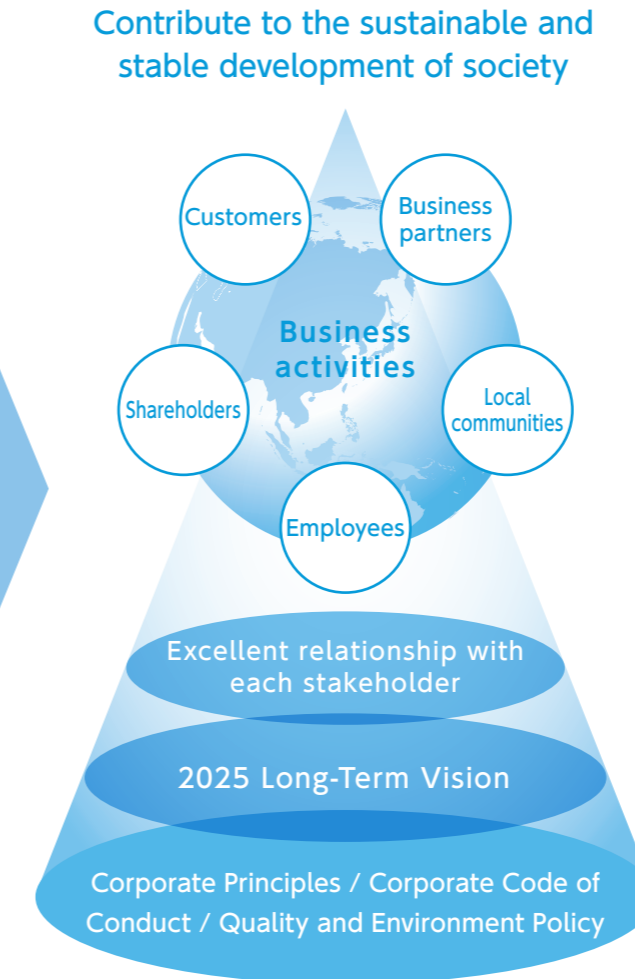 Contribute to the sustainable and
stable development of society
Customers
Business
partners
Business
activities
Shareholders
Local
communities
Employees
Excellent relationship with
each stakeholder
2025 Long-Term Vision
Corporate Principles / Corporate Code of
Conduct / Quality and Environment Policy